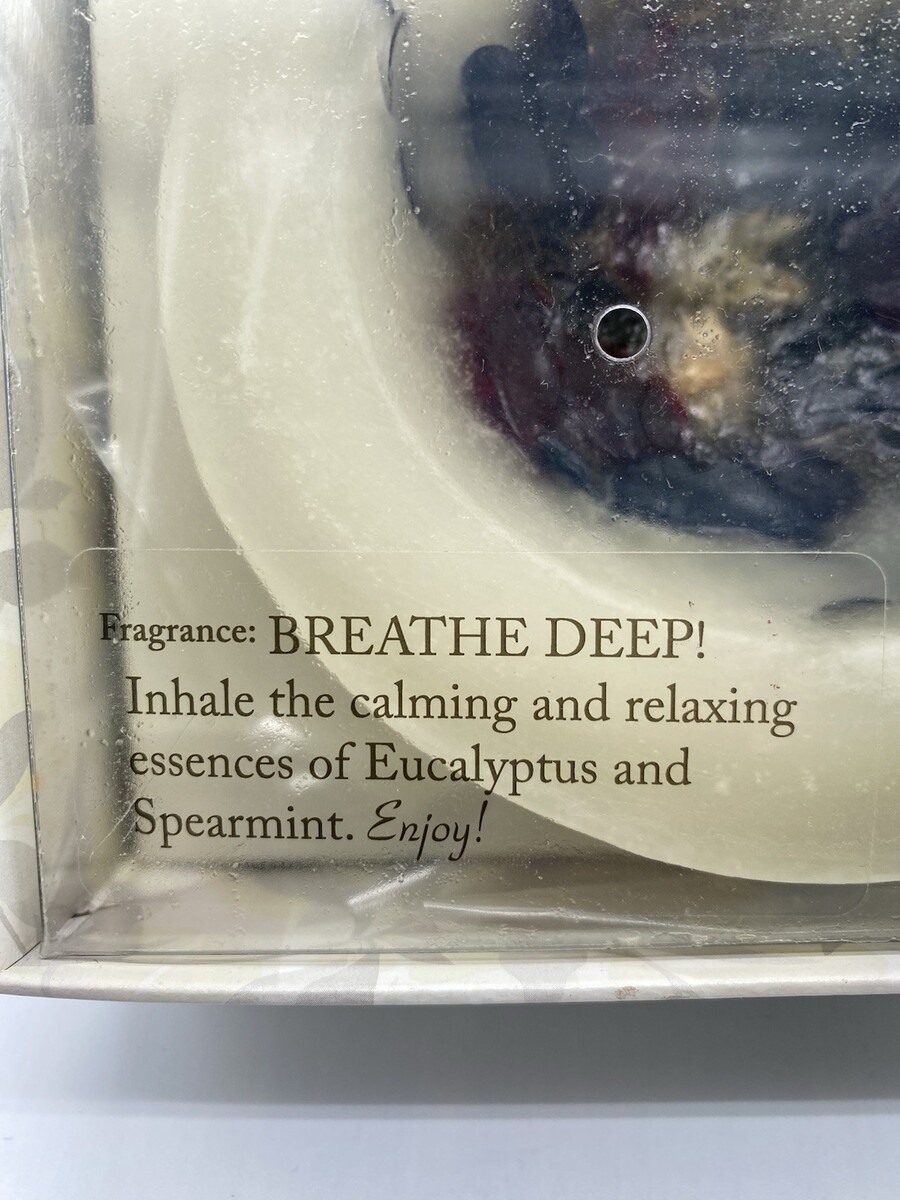 Fragrance: BREATHE DEEP!
Inhale the calming and relaxing
essences of Eucalyptus and
Spearmint. Enjoy!